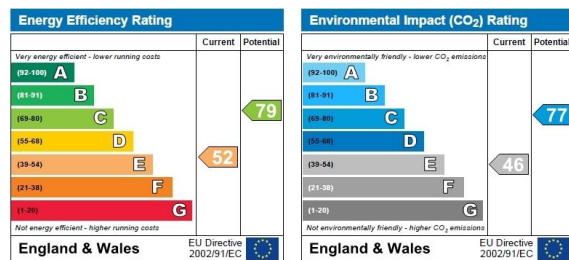 Energy Efficiency Rating
Current Potential
Very energy efficient - lower running costs
(92-100) A
(81-91) B
(69-80) C
79
(55-68) D
(39-54) E
52
(21-38) F
(1-20) G
Not energy efficient - higher running costs
England & Wales
EU Directive
2002/91/EC
Environmental Impact (CO2) Rating
Current Potential
Very environmentally friendly - lower CO2 emissions
(92-100) A
(81-91) B
(69-80) C
77
(55-68) D
(39-54) E
46
(21-38) F
(1-20) G
Not environmentally friendly - higher CO2 emissions
England & Wales
EU Directive
2002/91/EC